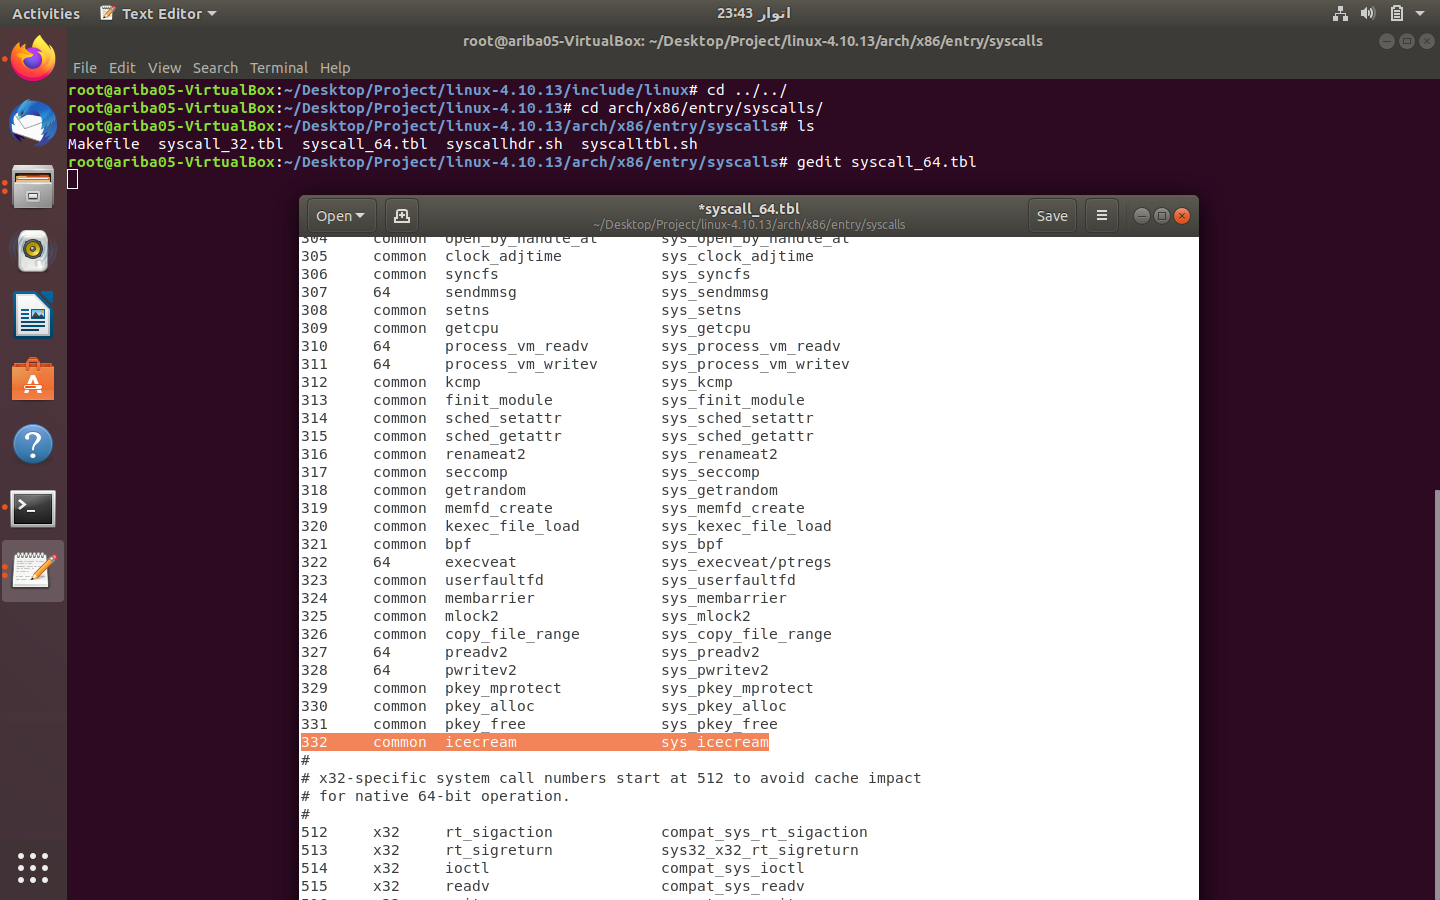 Activities Text Editor
23:43 اتوار
root@ariba05-VirtualBox: ~/Desktop/Project/linux-4.10.13/arch/x86/entry/syscalls
File Edit View Search Terminal Help
root@ariba05-VirtualBox:~/Desktop/Project/linux-4.10.13/include/linux# cd ../../
root@ariba05-VirtualBox:~/Desktop/Project/linux-4.10.13# cd arch/x86/entry/syscalls/
root@ariba05-VirtualBox:~/Desktop/Project/linux-4.10.13/arch/x86/entry/syscalls# ls
Makefile syscall_32.tbl syscall_64.tbl syscallhdr.sh syscalltbl.sh
root@ariba05-VirtualBox:~/Desktop/Project/linux-4.10.13/arch/x86/entry/syscalls# gedit syscall_64.tbl
Open
*syscall_64.tbl
~/Desktop/Project/linux-4.10.13/arch/x86/entry/syscalls
Save
304 common open_by_handle_at sys_open_by_handle_at
305 common clock_adjtime sys_clock_adjtime
306 common syncfs sys_syncfs
307 64 sendmmsg sys_sendmmsg
308 common setns sys_setns
309 common getcpu sys_getcpu
310 64 process_vm_readv sys_process_vm_readv
311 64 process_vm_writev sys_process_vm_writev
312 common kcmp sys_kcmp
313 common finit_module sys_finit_module
314 common sched_setattr sys_sched_setattr
315 common sched_getattr sys_sched_getattr
316 common renameat2 sys_renameat2
317 common seccomp sys_seccomp
318 common getrandom sys_getrandom
319 common memfd_create sys_memfd_create
320 common kexec_file_load sys_kexec_file_load
321 common bpf sys_bpf
322 64 execveat sys_execveat/ptregs
323 common userfaultfd sys_userfaultfd
324 common membarrier sys_membarrier
325 common mlock2 sys_mlock2
326 common copy_file_range sys_copy_file_range
327 64 preadv2 sys_preadv2
328 64 pwritev2 sys_pwritev2
329 common pkey_mprotect sys_pkey_mprotect
330 common pkey_alloc sys_pkey_alloc
331 common pkey_free sys_pkey_free
332 common icecream sys_icecream
#
# x32-specific system call numbers start at 512 to avoid cache impact
# for native 64-bit operation.
#
512 x32 rt_sigaction compat_sys_rt_sigaction
513 x32 rt_sigreturn sys32_x32_rt_sigreturn
514 x32 ioctl compat_sys_ioctl
515 x32 readv compat_sys_readv